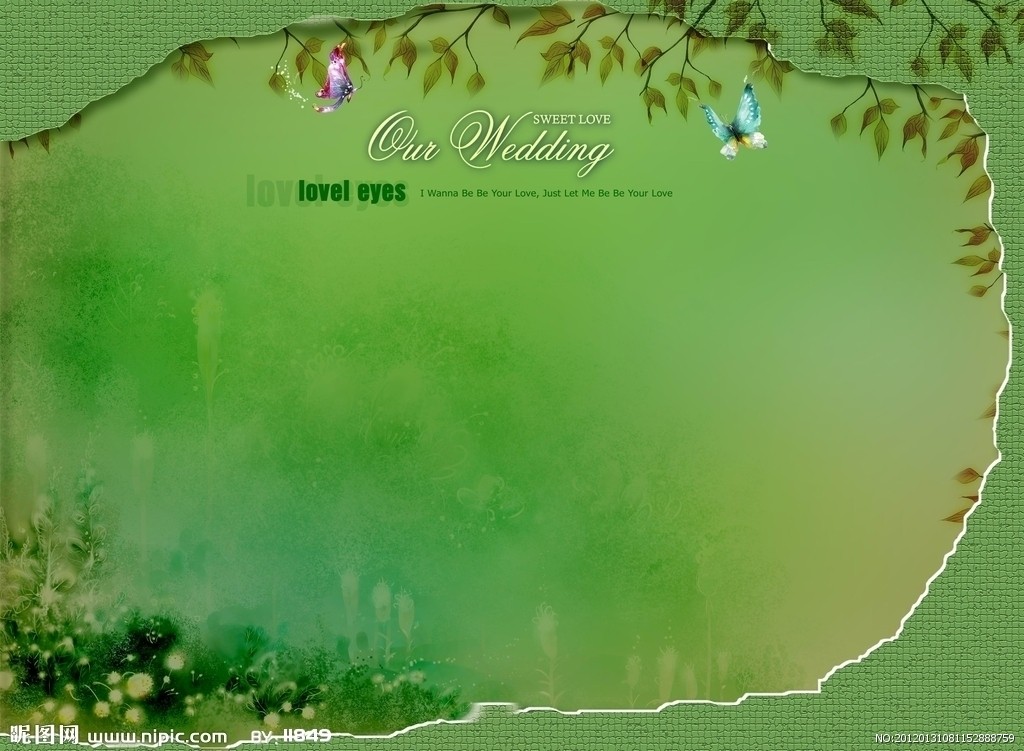 SWEET LOVE
Our Wedding
lovel eyes
lovel eyes I Wanna Be Be Your Love, Just Let Me Be Be Your Love
昵图网 www.nipic.com BY: ll849
NO:20120131081152888759